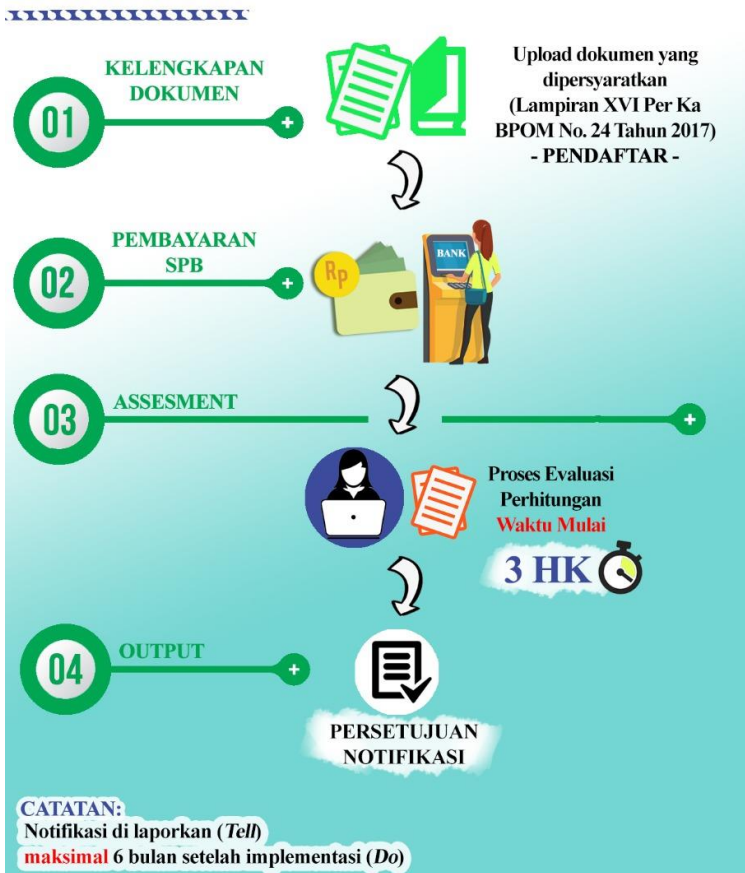 KELENGKAPAN
DOKUMEN
01
Upload dokumen yang
dipersyaratkan
(Lampiran XVI Per Ka
BPOM No. 24 Tahun 2017)
- PENDAFTAR -
PEMBAYARAN
SPB
02
Rp
BANK
ASSESMENT
03
Proses Evaluasi
Perhitungan
Waktu Mulai
3 HK
OUTPUT
04
PERSETUJUAN
NOTIFIKASI
CATATAN:
Notifikasi di laporkan (Tell)
maksimal 6 bulan setelah implementasi (Do)